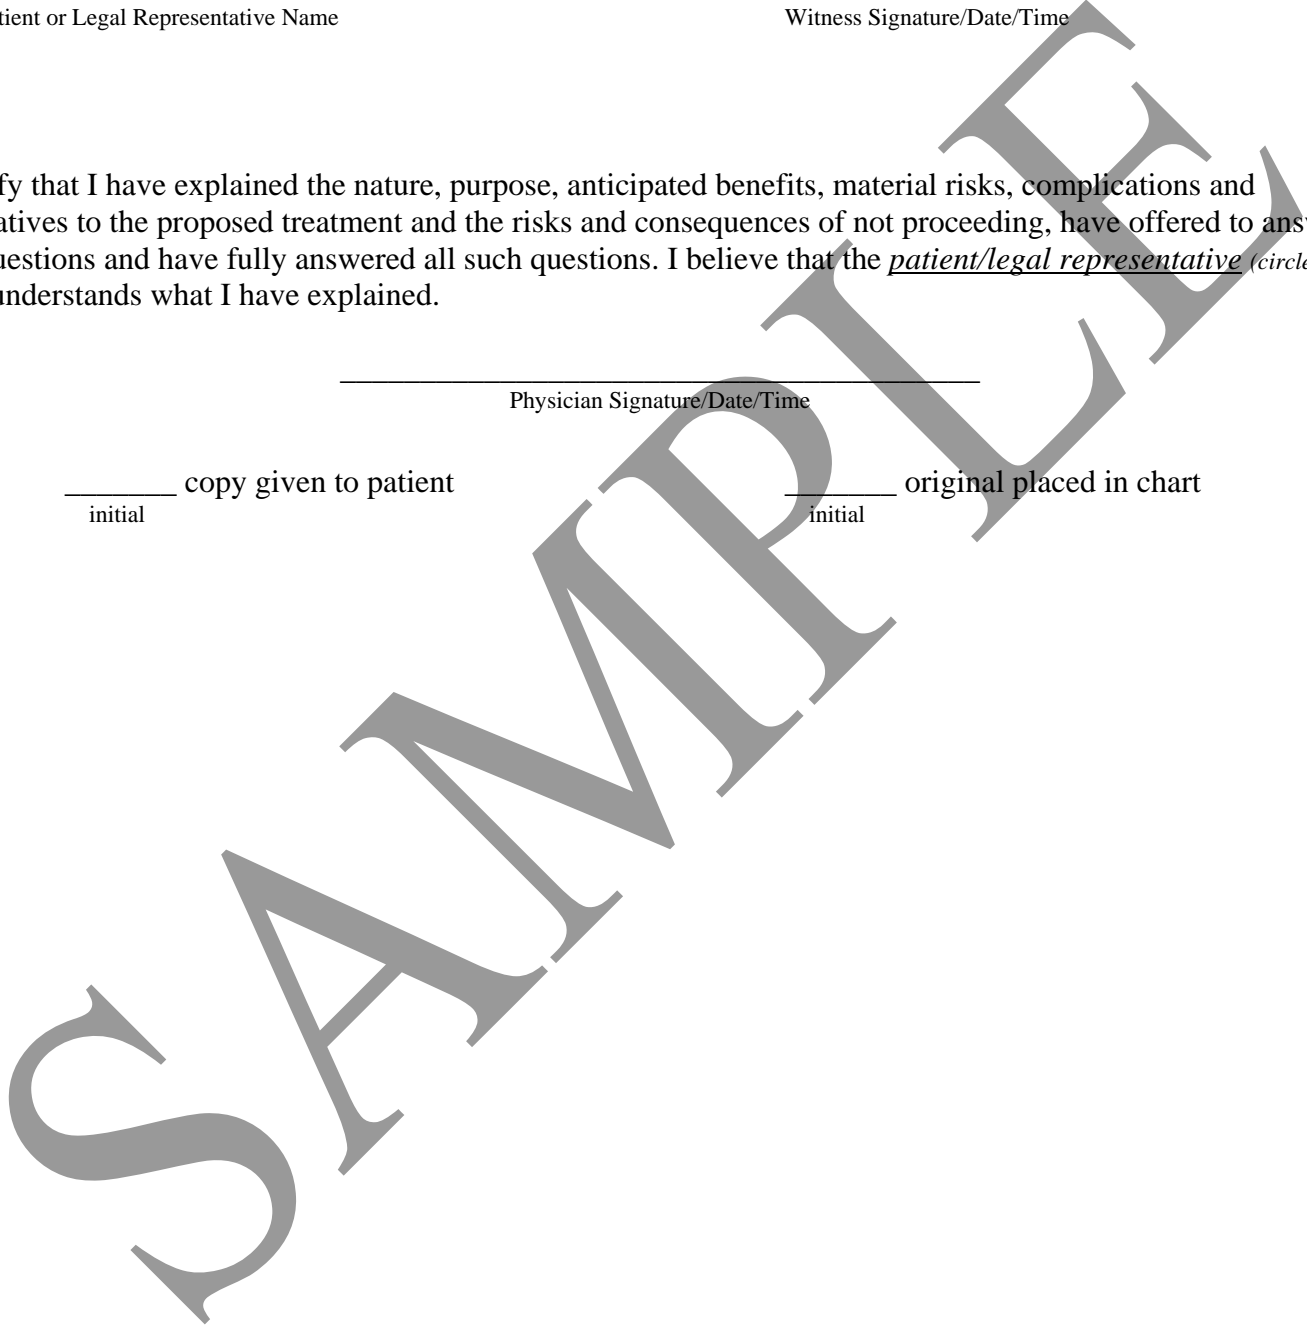 tient or Legal Representative Name
Witness Signature/Date/Time
fy that I have explained the nature, purpose, anticipated benefits, material risks, complications and
atives to the proposed treatment and the risks and consequences of not proceeding, have offered to ans
uestions and have fully answered all such questions. I believe that the patient/legal representative (circle
understands what I have explained.
Physician Signature/Date/Time
_______ copy given to patient
_______ original placed in chart
initial
initial
SAMPLE